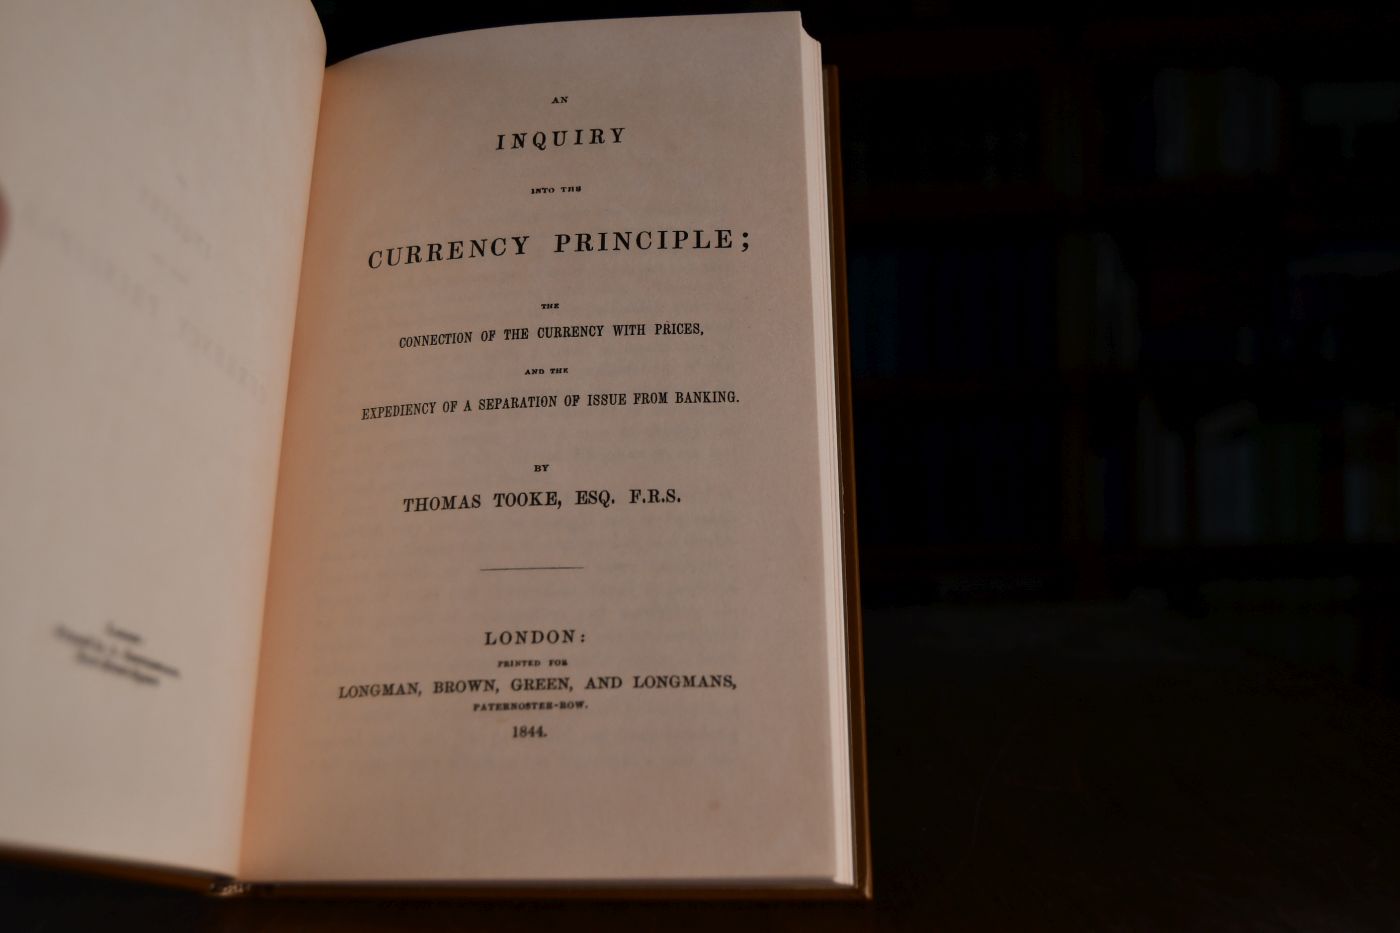 AN
INQUIRY
INTO THE
CURRENCY PRINCIPLE;
THE
CONNECTION OF THE CURRENCY WITH PRICES,
AND THE
EXPEDIENCY OF A SEPARATION OF ISSUE FROM BANKING.
BY
THOMAS TOOKE, ESQ. F.R.S.
LONDON:
PRINTED FOR
LONGMAN, BROWN, GREEN, AND LONGMANS,
PATERNOSTER-ROW.
1844.